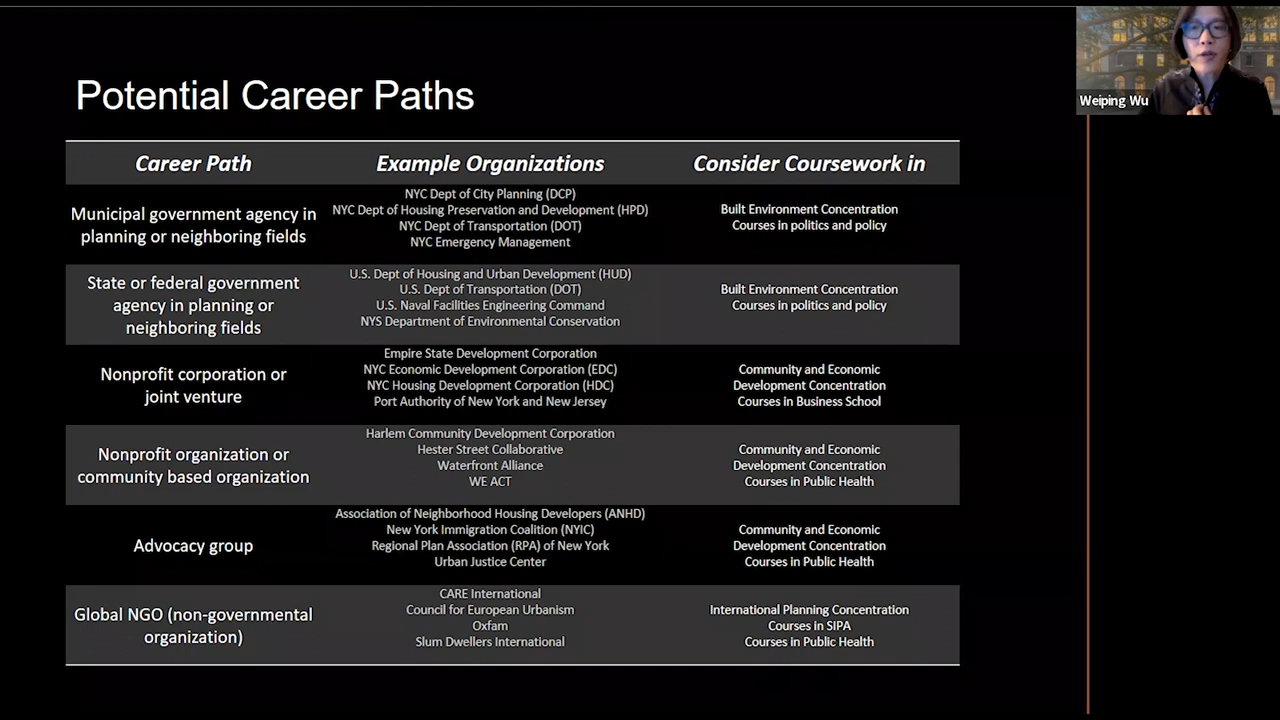 Weiping Wu
Potential Career Paths
Career Path
Example Organizations
Consider Coursework in
Municipal government agency in
planning or neighboring fields
NYC Dept of City Planning (DCP)
NYC Dept of Housing Preservation and Development (HPD)
NYC Dept of Transportation (DOT)
NYC Emergency Management
Built Environment Concentration
Courses in politics and policy
State or federal government
agency in planning or
neighboring fields
U.S. Dept of Housing and Urban Development (HUD)
U.S. Dept of Transportation (DOT)
U.S. Naval Facilities Engineering Command
NYS Department of Environmental Conservation
Built Environment Concentration
Courses in politics and policy
Nonprofit corporation or
joint venture
Empire State Development Corporation
NYC Economic Development Corporation (EDC)
NYC Housing Development Corporation (HDC)
Port Authority of New York and New Jersey
Community and Economic
Development Concentration
Courses in Business School
Nonprofit organization or
community based organization
Harlem Community Development Corporation
Hester Street Collaborative
Waterfront Alliance
WE ACT
Community and Economic
Development Concentration
Courses in Public Health
Advocacy group
Association of Neighborhood Housing Developers (ANHD)
New York Immigration Coalition (NYIC)
Regional Plan Association (RPA) of New York
Urban Justice Center
Community and Economic
Development Concentration
Courses in Public Health
Global NGO (non-governmental
organization)
CARE International
Council for European Urbanism
Oxfam
Slum Dwellers International
International Planning Concentration
Courses in SIPA
Courses in Public Health